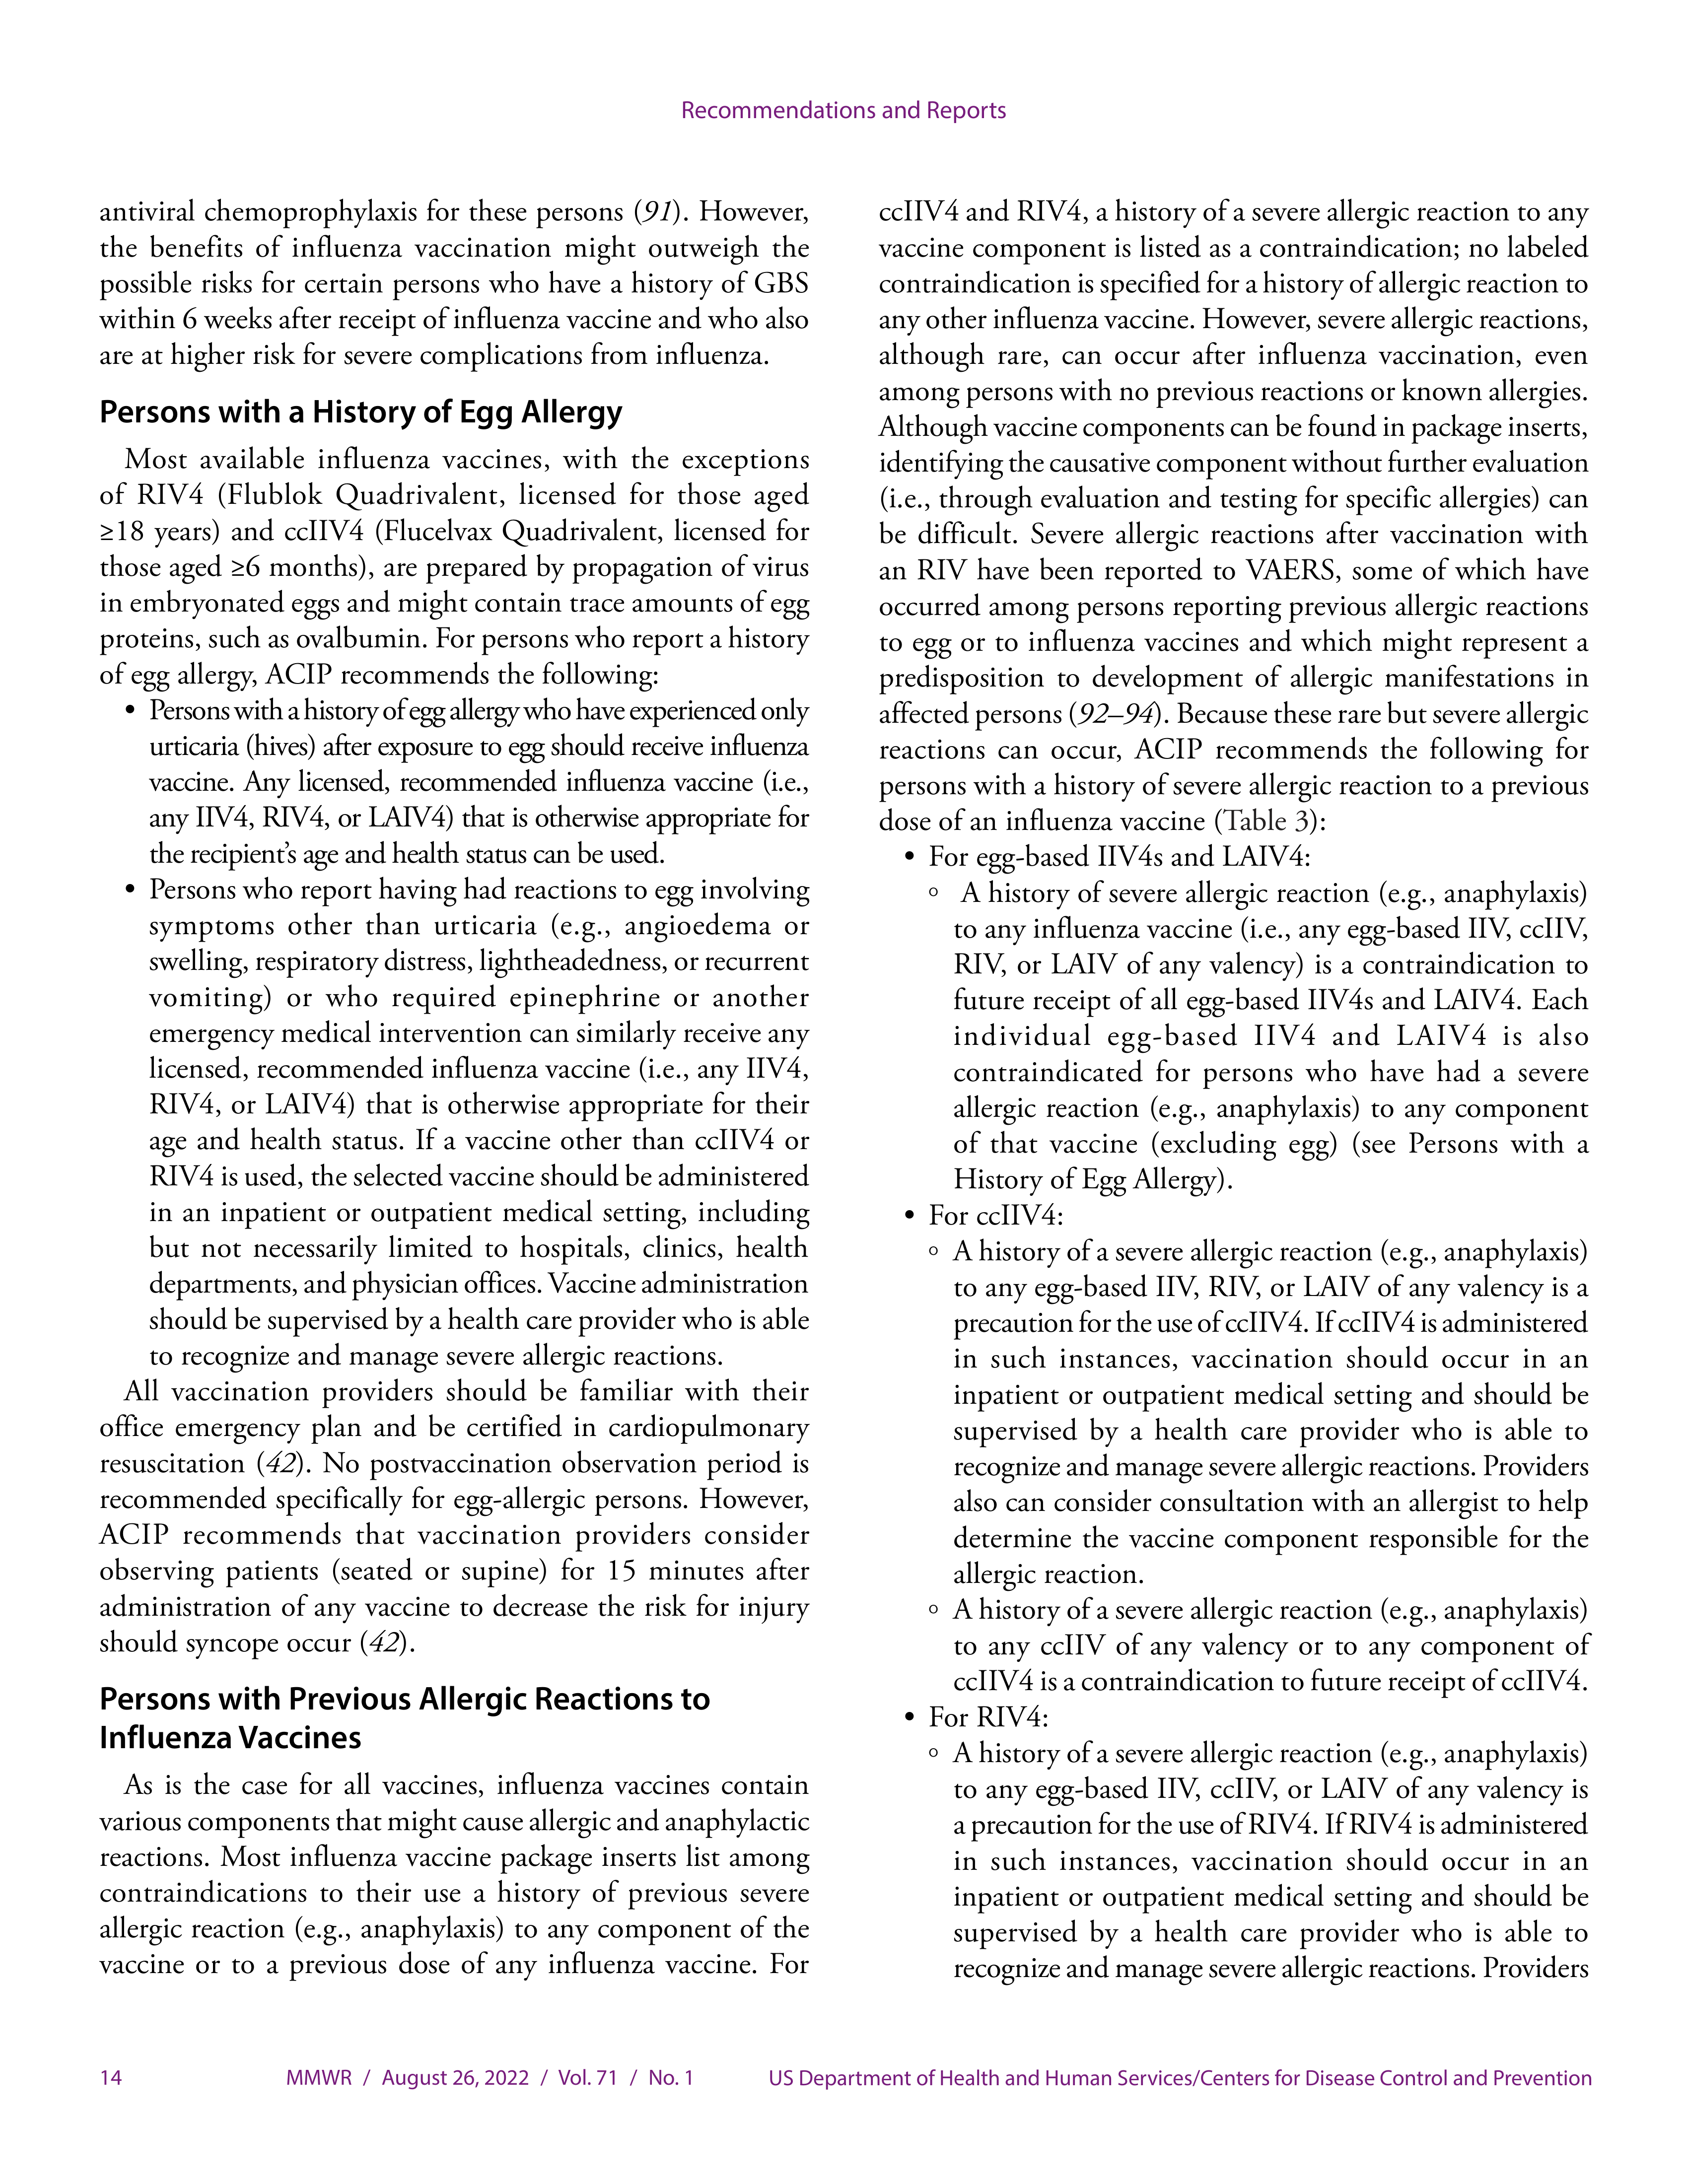 Recommendations and Reports
antiviral chemoprophylaxis for these persons (91). However,
the benefits of influenza vaccination might outweigh the
possible risks for certain persons who have a history of GBS
within 6 weeks after receipt of influenza vaccine and who also
are at higher risk for severe complications from influenza.
Persons with a History of Egg Allergy
Most available influenza vaccines, with the exceptions
of RIV4 (Flublok Quadrivalent, licensed for those aged
≥18 years) and ccIIV4 (Flucelvax Quadrivalent, licensed for
those aged ≥6 months), are prepared by propagation of virus
in embryonated eggs and might contain trace amounts of egg
proteins, such as ovalbumin. For persons who report a history
of egg allergy, ACIP recommends the following:
• Persons with a history of egg allergy who have experienced only
urticaria (hives) after exposure to egg should receive influenza
vaccine. Any licensed, recommended influenza vaccine (i.e.,
any IIV4, RIV4, or LAIV4) that is otherwise appropriate for
the recipient's age and health status can be used.
• Persons who report having had reactions to egg involving
symptoms other than urticaria (e.g., angioedema or
swelling, respiratory distress, lightheadedness, or recurrent
vomiting) or who required epinephrine or another
emergency medical intervention can similarly receive any
licensed, recommended influenza vaccine (i.e., any IIV4,
RIV4, or LAIV4) that is otherwise appropriate for their
age and health status. If a vaccine other than ccIIV4 or
RIV4 is used, the selected vaccine should be administered
in an inpatient or outpatient medical setting, including
but not necessarily limited to hospitals, clinics, health
departments, and physician offices. Vaccine administration
should be supervised by a health care provider who is able
to recognize and manage severe allergic reactions.
All vaccination providers should be familiar with their
office emergency plan and be certified in cardiopulmonary
resuscitation (42). No postvaccination observation period is
recommended specifically for egg-allergic persons. However,
ACIP recommends that vaccination providers consider
observing patients (seated or supine) for 15 minutes after
administration of any vaccine to decrease the risk for injury
should syncope occur (42).
Persons with Previous Allergic Reactions to
Influenza Vaccines
As is the case for all vaccines, influenza vaccines contain
various components that might cause allergic and anaphylactic
reactions. Most influenza vaccine package inserts list among
contraindications to their use a history of previous severe
allergic reaction (e.g., anaphylaxis) to any component of the
vaccine or to a previous dose of any influenza vaccine. For
ccIIV4 and RIV4, a history of a severe allergic reaction to any
vaccine component is listed as a contraindication; no labeled
contraindication is specified for a history of allergic reaction to
any other influenza vaccine. However, severe allergic reactions,
although rare, can occur after influenza vaccination, even
among persons with no previous reactions or known allergies.
Although vaccine components can be found in package inserts,
identifying the causative component without further evaluation
(i.e., through evaluation and testing for specific allergies) can
be difficult. Severe allergic reactions after vaccination with
an RIV have been reported to VAERS, some of which have
occurred among persons reporting previous allergic reactions
to egg or to influenza vaccines and which might represent a
predisposition to development of allergic manifestations in
affected persons (92–94). Because these rare but severe allergic
reactions can occur, ACIP recommends the following for
persons with a history of severe allergic reaction to a previous
dose of an influenza vaccine (Table 3):
• For egg-based IIV4s and LAIV4:
º A history of severe allergic reaction (e.g., anaphylaxis)
to any influenza vaccine (i.e., any egg-based IIV, ccIIV,
RIV, or LAIV of any valency) is a contraindication to
future receipt of all egg-based IIV4s and LAIV4. Each
individual egg-based IIV4 and LAIV4 is also
contraindicated for persons who have had a severe
allergic reaction (e.g., anaphylaxis) to any component
of that vaccine (excluding egg) (see Persons with a
History of Egg Allergy).
• For ccIIV4:
º A history of a severe allergic reaction (e.g., anaphylaxis)
to any egg-based IIV, RIV, or LAIV of any valency is a
precaution for the use of ccIIV4. If ccIIV4 is administered
in such instances, vaccination should occur in an
inpatient or outpatient medical setting and should be
supervised by a health care provider who is able to
recognize and manage severe allergic reactions. Providers
also can consider consultation with an allergist to help
determine the vaccine component responsible for the
allergic reaction.
º A history of a severe allergic reaction (e.g., anaphylaxis)
to any ccIIV of any valency or to any component of
ccIIV4 is a contraindication to future receipt of ccIIV4.
• For RIV4:
º A history of a severe allergic reaction (e.g., anaphylaxis)
to any egg-based IIV, ccIIV, or LAIV of any valency is
a precaution for the use of RIV4. If RIV4 is administered
in such instances, vaccination should occur in an
inpatient or outpatient medical setting and should be
supervised by a health care provider who is able to
recognize and manage severe allergic reactions. Providers
14 MMWR / August 26, 2022 / Vol. 71 / No. 1 US Department of Health and Human Services/Centers for Disease Control and Prevention